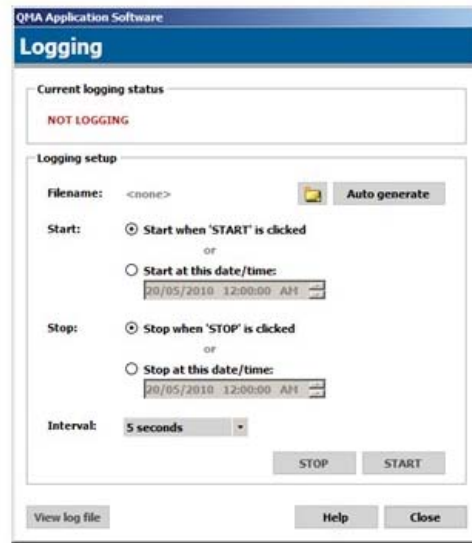 QMA Application Software
Logging
Current logging status
NOT LOGGING
Logging setup
Filename: <none> Auto generate
Start: Start when 'START' is clicked
or
Start at this date/time:
20/05/2010 12:00:00 AM
Stop: Stop when 'STOP' is clicked
or
Stop at this date/time:
20/05/2010 12:00:00 AM
Interval: 5 seconds
STOP START
View log file Help Close